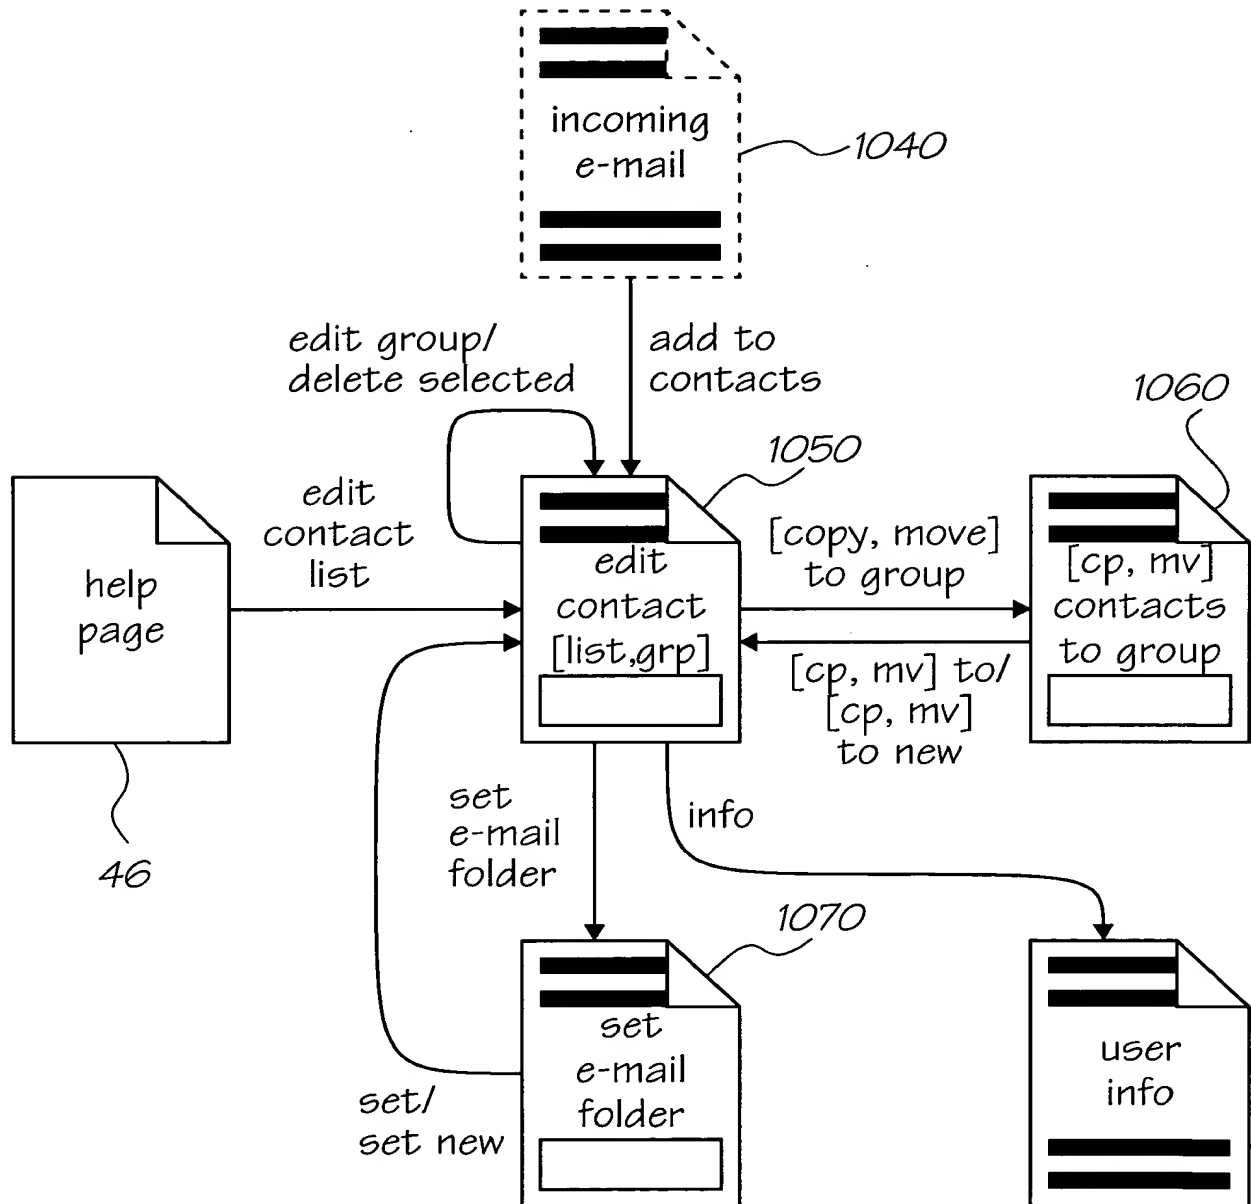 incoming
e-mail
1040
edit group/
delete selected
add to
contacts
1050
1060
help
page
46
edit
contact
list
edit
contact
[list,grp]
[copy, move]
to group
[cp, mv] to/
[cp, mv]
to new
[cp, mv]
contacts
to group
set
e-mail
folder
info
1070
set/
set new
set
e-mail
folder
user
info